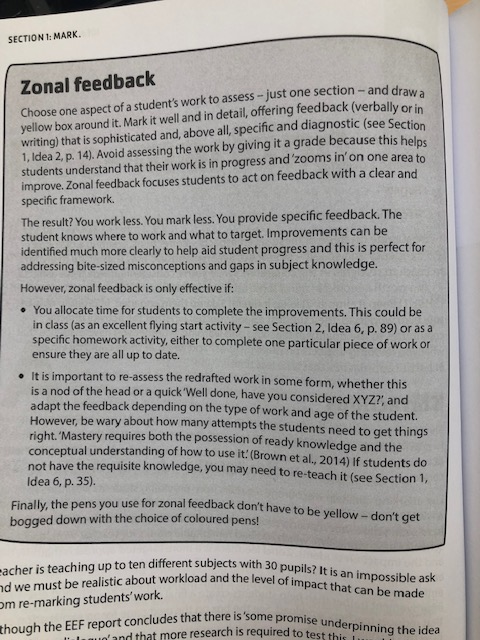 SECTION 1: MARK.
Zonal feedback
Choose one aspect of a student's work to assess – just one section – and draw a
yellow box around it. Mark it well and in detail, offering feedback (verbally or in
writing) that is sophisticated and, above all, specific and diagnostic (see Section
1, Idea 2, p. 14). Avoid assessing the work by giving it a grade because this helps
students understand that their work is in progress and 'zooms in' on one area to
improve. Zonal feedback focuses students to act on feedback with a clear and
specific framework.
The result? You work less. You mark less. You provide specific feedback. The
student knows where to work and what to target. Improvements can be
identified much more clearly to help aid student progress and this is perfect for
addressing bite-sized misconceptions and gaps in subject knowledge.
However, zonal feedback is only effective if:
• You allocate time for students to complete the improvements. This could be
in class (as an excellent flying start activity – see Section 2, Idea 6, p. 89) or as a
specific homework activity, either to complete one particular piece of work or
ensure they are all up to date.
• It is important to re-assess the redrafted work in some form, whether this
is a nod of the head or a quick 'Well done, have you considered XYZ?', and
adapt the feedback depending on the type of work and age of the student.
However, be wary about how many attempts the students need to get things
right. 'Mastery requires both the possession of ready knowledge and the
conceptual understanding of how to use it.' (Brown et al., 2014) If students do
not have the requisite knowledge, you may need to re-teach it (see Section 1,
Idea 6, p. 35).
Finally, the pens you use for zonal feedback don't have to be yellow – don't get
bogged down with the choice of coloured pens!
eacher is teaching up to ten different subjects with 30 pupils? It is an impossible ask
nd we must be realistic about workload and the level of impact that can be made
om re-marking students' work.
though the EEF report concludes that there is 'some promise underpinning the idea
and that more research is required to test this